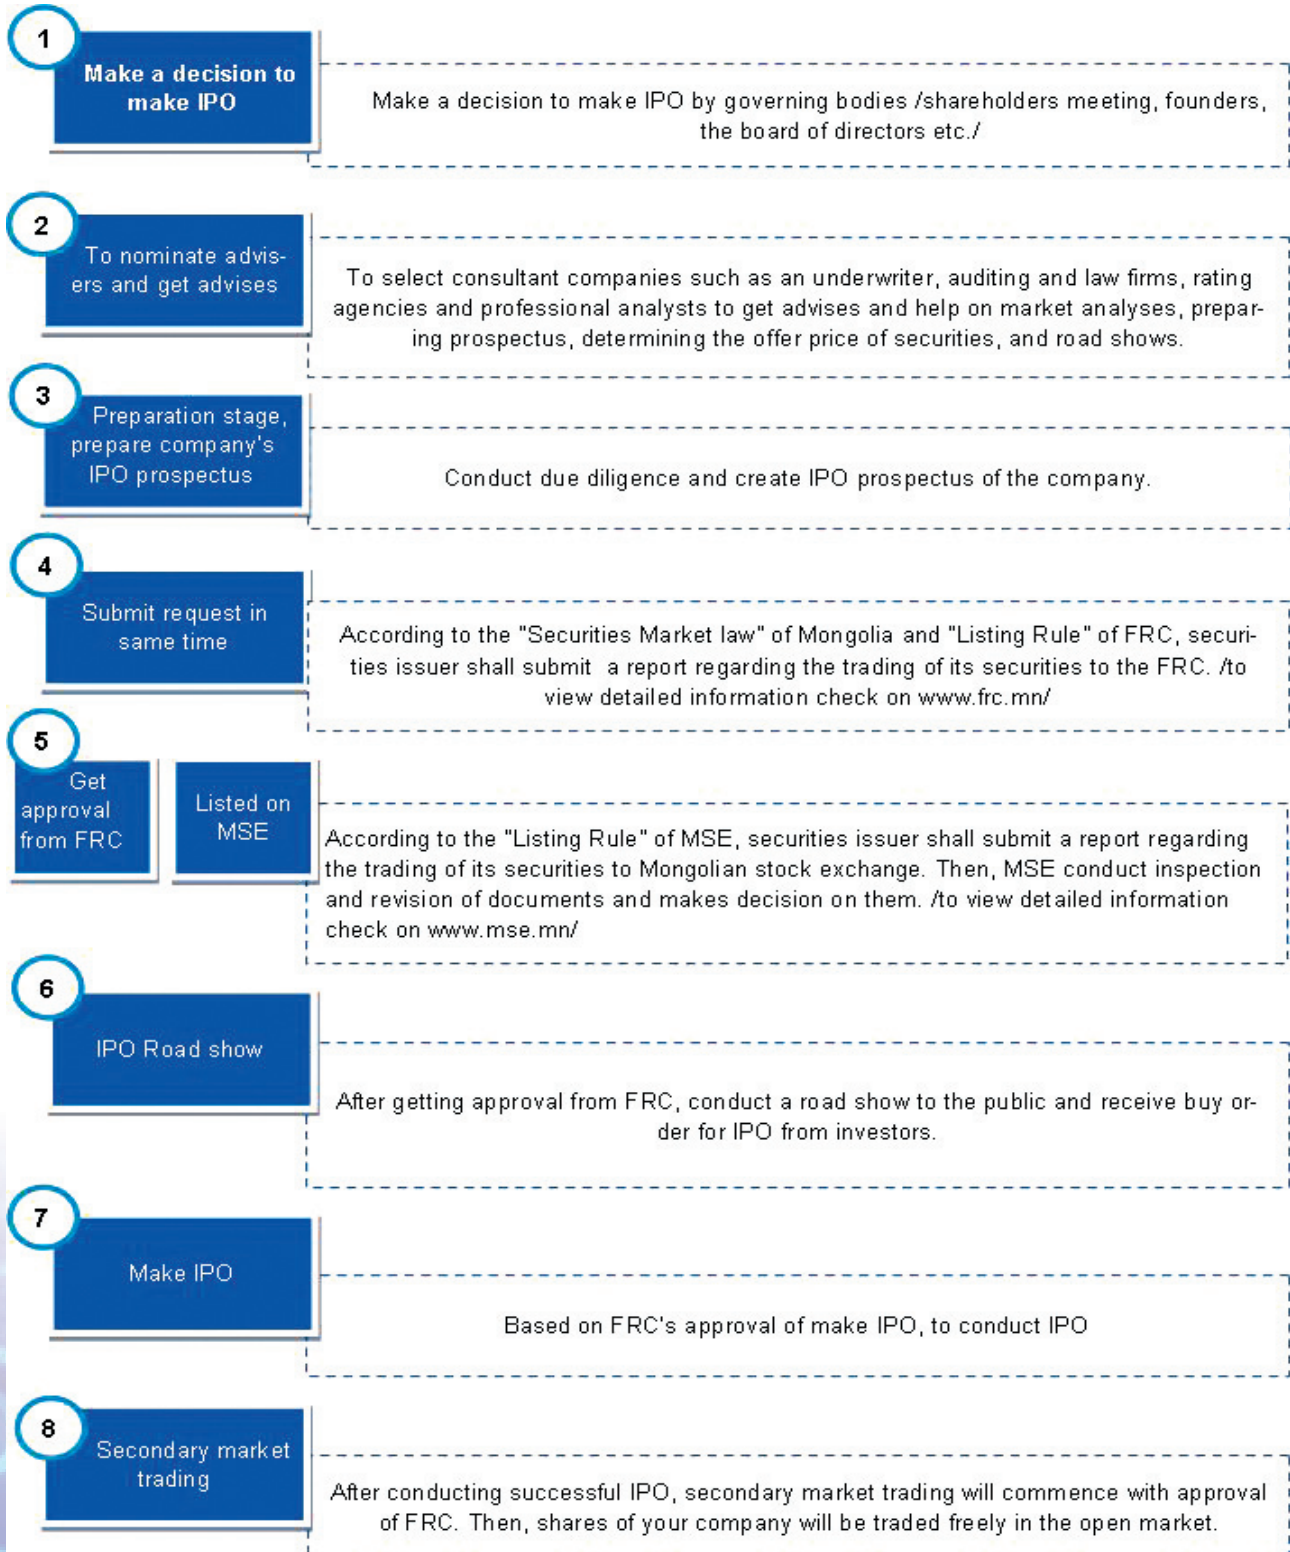 1
Make a decision to
make IPO
Make a decision to make IPO by governing bodies /shareholders meeting, founders,
the board of directors etc./
2
To nominate advis-
ers and get advises
To select consultant companies such as an underwriter, auditing and law firms, rating
agencies and professional analysts to get advises and help on market analyses, prepar-
ing prospectus, determining the offer price of securities, and road shows.
3
Preparation stage,
prepare company's
IPO prospectus
Conduct due diligence and create IPO prospectus of the company.
4
Submit request in
same time
According to the "Securities Market law" of Mongolia and "Listing Rule" of FRC, securi-
ties issuer shall submit a report regarding the trading of its securities to the FRC. /to
view detailed information check on www.frc.mn/
5
Get
approval
from FRC
Listed on
MSE
According to the "Listing Rule" of MSE, securities issuer shall submit a report regarding
the trading of its securities to Mongolian stock exchange. Then, MSE conduct inspection
and revision of documents and makes decision on them. /to view detailed information
check on www.mse.mn/
6
IPO Road show
After getting approval from FRC, conduct a road show to the public and receive buy or-
der for IPO from investors.
7
Make IPO
Based on FRC's approval of make IPO, to conduct IPO
8
Secondary market
trading
After conducting successful IPO, secondary market trading will commence with approval
of FRC. Then, shares of your company will be traded freely in the open market.